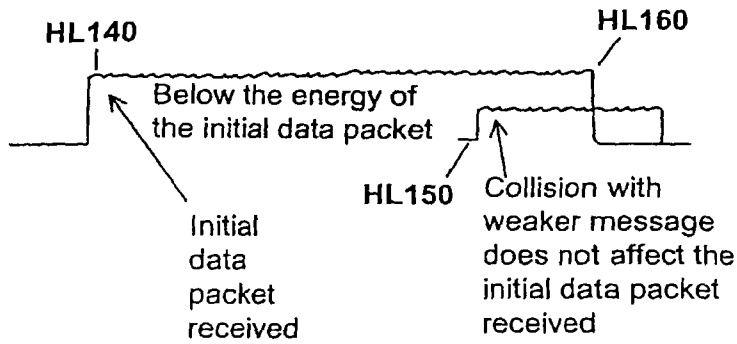 HL140
HL160
Below the energy of
the initial data packet
HL150
Initial
data
packet
received
Collision with
weaker message
does not affect the
initial data packet
received